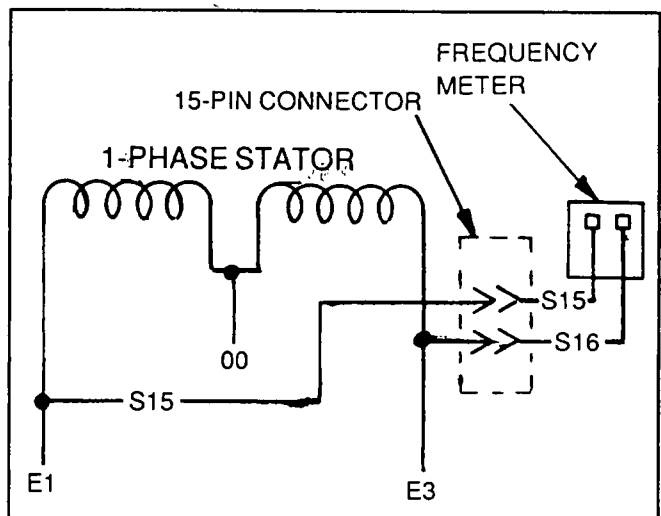 FREQUENCY
METER
15-PIN CONNECTOR
1-PHASE STATOR
S15
S16
00
S15
E1
E3